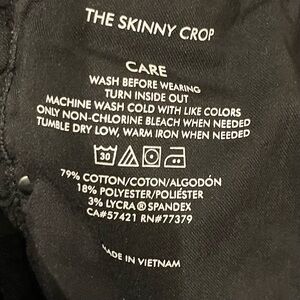 THE SKINNY CROP
CARE
WASH BEFORE WEARING
TURN INSIDE OUT
MACHINE WASH COLD WITH LIKE COLORS
ONLY NON-CHLORINE BLEACH WHEN NEEDED
TUMBLE DRY LOW, WARM IRON WHEN NEEDED
30
79% COTTON/COTON/ALGODÓN
18% POLYESTER/POLIÉSTER
3% LYCRA® SPANDEX
CA#57421 RN#77379
MADE IN VIETNAM